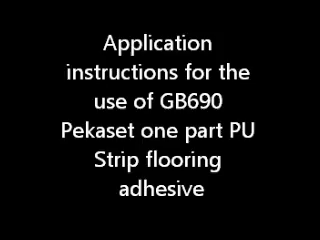 Application
instructions for the
use of GB690
Pekaset one part PU
Strip flooring
adhesive